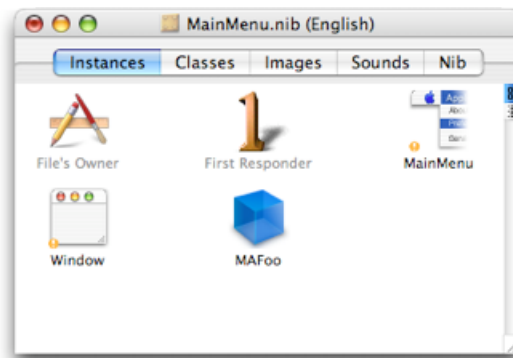 MainMenu.nib (English)
Instances Classes Images Sounds Nib
File's Owner First Responder MainMenu
Window MAFoo